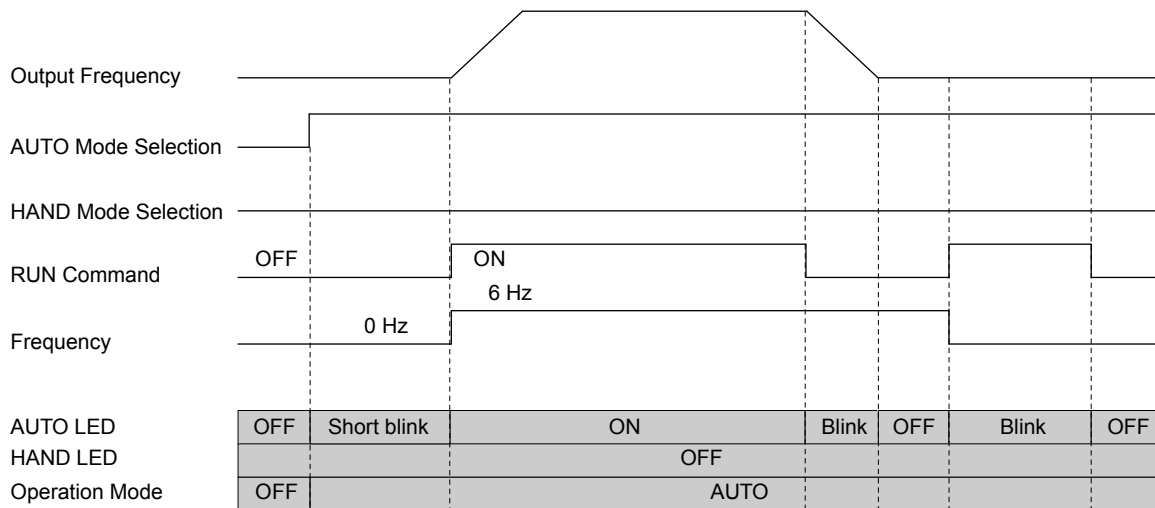 Output Frequency
AUTO Mode Selection
HAND Mode Selection
OFF ON
RUN Command
6 Hz
0 Hz
Frequency
AUTO LED OFF Short blink ON Blink OFF Blink OFF
HAND LED OFF
Operation Mode OFF AUTO